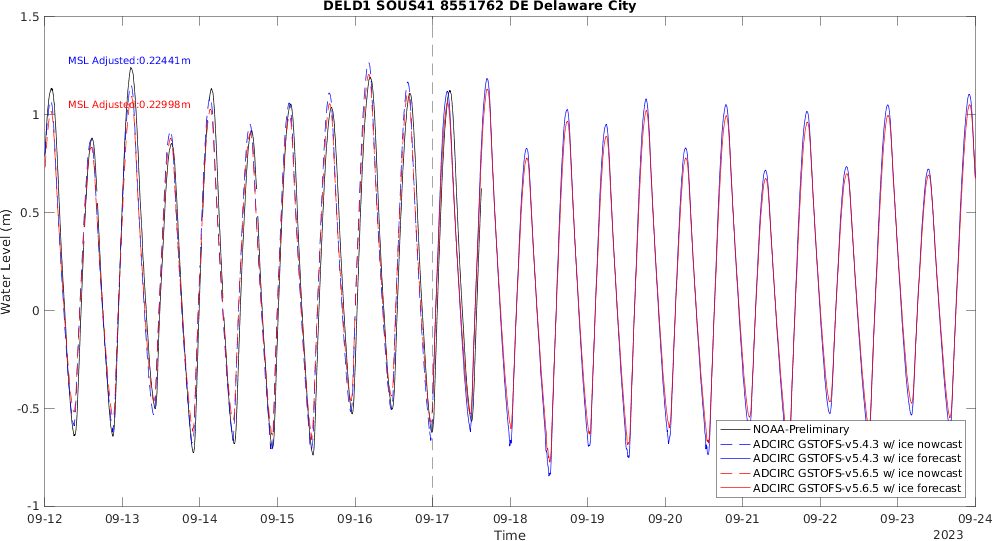 DELD1 SOUS41 8551762 DE Delaware City
MSL Adjusted:0.22441m
MSL Adjusted:0.22998m
Water Level (m)
1.5
1
0.5
0
-0.5
-1
09-12 09-13 09-14 09-15 09-16 09-17 09-18 09-19 09-20 09-21 09-22 09-23 09-24
Time
2023
NOAA-Preliminary
ADCIRC GSTOFS-v5.4.3 w/ ice nowcast
ADCIRC GSTOFS-v5.4.3 w/ ice forecast
ADCIRC GSTOFS-v5.6.5 w/ ice nowcast
ADCIRC GSTOFS-v5.6.5 w/ ice forecast